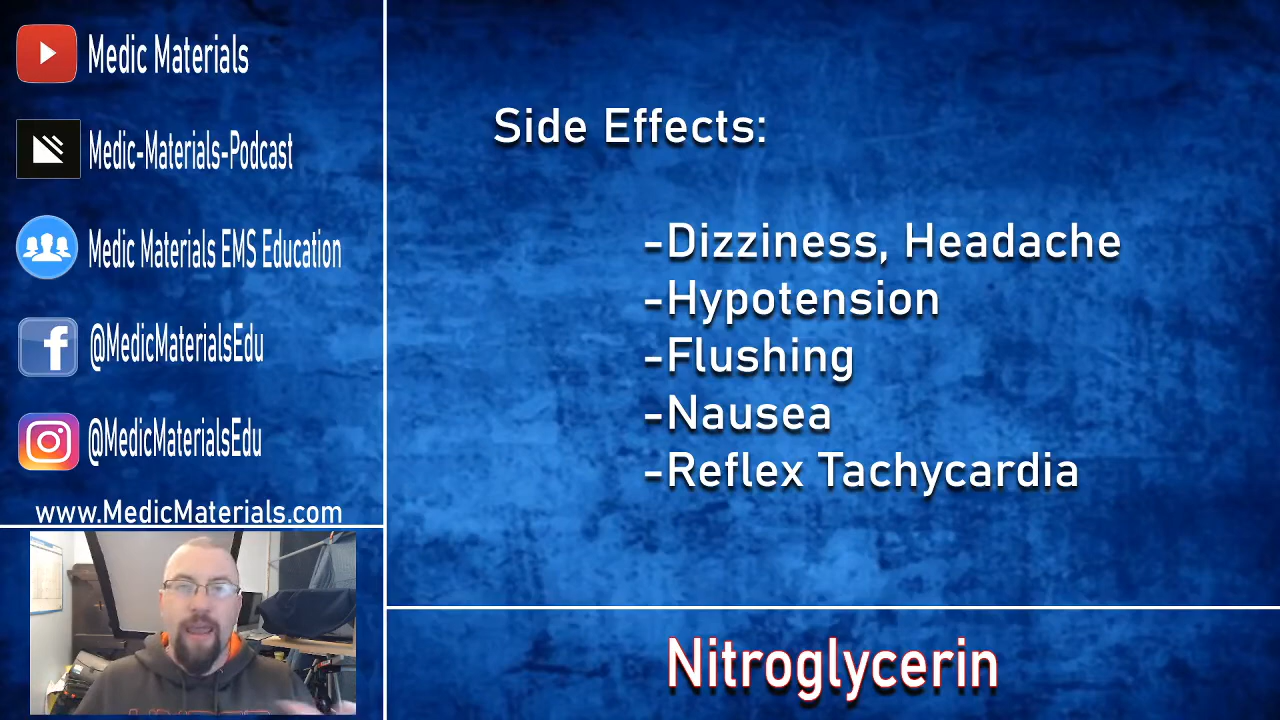 Medic Materials
Medic-Materials-Podcast
Medic Materials EMS Education
@MedicMaterialsEdu
@MedicMaterialsEdu
www.MedicMaterials.com
Side Effects:
-Dizziness, Headache
-Hypotension
-Flushing
-Nausea
-Reflex Tachycardia
Nitroglycerin